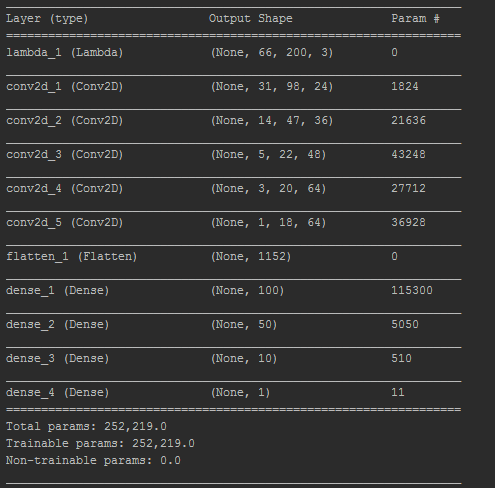 Layer (type) Output Shape Param #
lambda_1 (Lambda) (None, 66, 200, 3) 0
conv2d_1 (Conv2D) (None, 31, 98, 24) 1824
conv2d_2 (Conv2D) (None, 14, 47, 36) 21636
conv2d_3 (Conv2D) (None, 5, 22, 48) 43248
conv2d_4 (Conv2D) (None, 3, 20, 64) 27712
conv2d_5 (Conv2D) (None, 1, 18, 64) 36928
flatten_1 (Flatten) (None, 1152) 0
dense_1 (Dense) (None, 100) 115300
dense_2 (Dense) (None, 50) 5050
dense_3 (Dense) (None, 10) 510
dense_4 (Dense) (None, 1) 11
Total params: 252,219.0
Trainable params: 252,219.0
Non-trainable params: 0.0